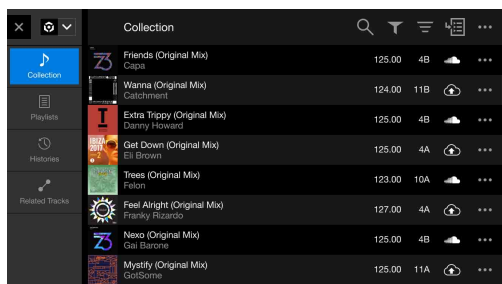 Collection
Collection
Playlists
Histories
Related Tracks
Friends (Original Mix)
Capa
125.00 4B
Wanna (Original Mix)
Catchment
124.00 11B
Extra Trippy (Original Mix)
Danny Howard
125.00 4B
IBIZA
2017
Get Down (Original Mix)
Eli Brown
125.00 4A
Trees (Original Mix)
Felon
123.00 10A
Feel Alright (Original Mix)
Franky Rizardo
127.00 4A
Nexo (Original Mix)
Gai Barone
125.00 4B
Mystify (Original Mix)
GotSome
125.00 11A